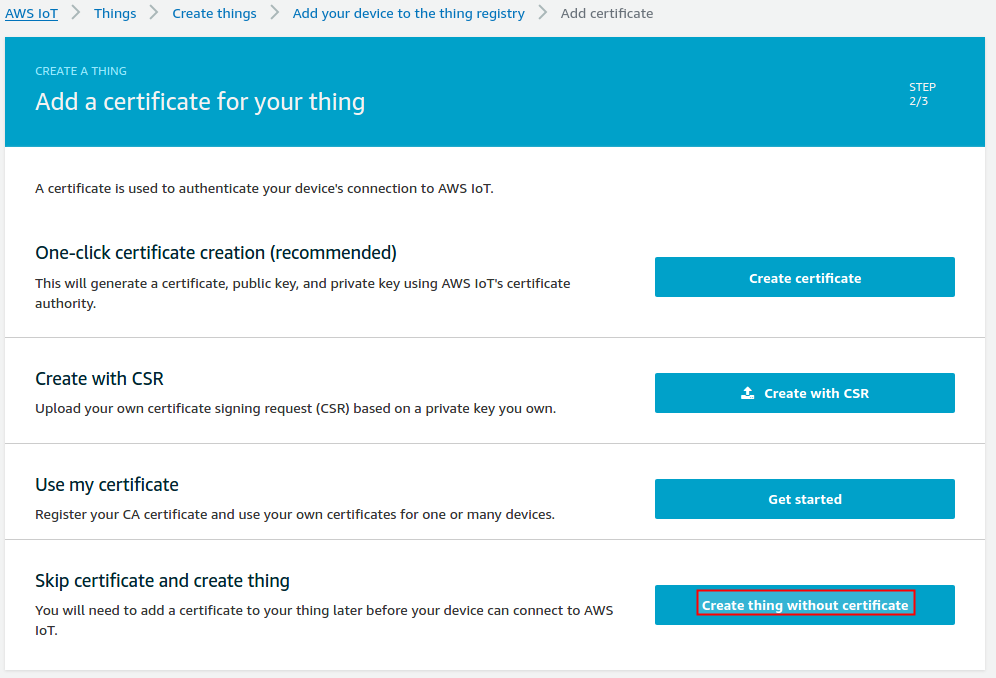 AWS IoT > Things > Create things > Add your device to the thing registry > Add certificate
CREATE A THING
Add a certificate for your thing
STEP
2/3
A certificate is used to authenticate your device's connection to AWS IoT.
One-click certificate creation (recommended)
This will generate a certificate, public key, and private key using AWS IoT's certificate
authority.
Create certificate
Create with CSR
Upload your own certificate signing request (CSR) based on a private key you own.
Create with CSR
Use my certificate
Register your CA certificate and use your own certificates for one or many devices.
Get started
Skip certificate and create thing
You will need to add a certificate to your thing later before your device can connect to AWS
IoT.
Create thing without certificate